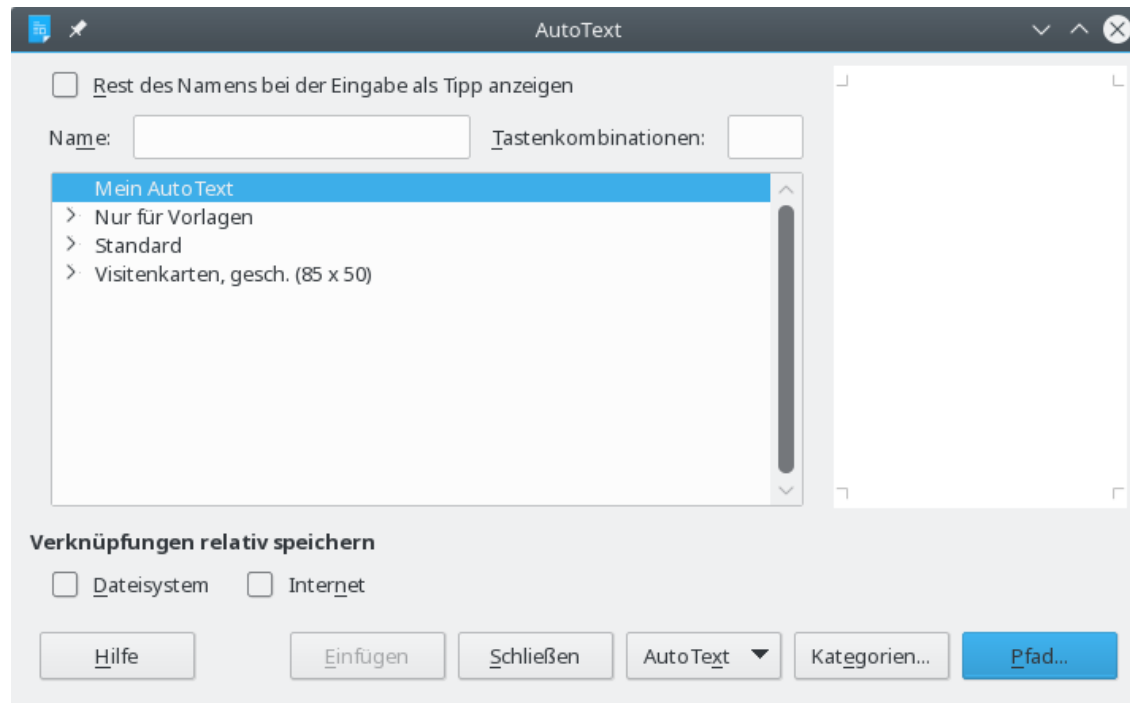 AutoText
Rest des Namens bei der Eingabe als Tipp anzeigen
Name: Tastenkombinationen:
Mein AutoText
Nur für Vorlagen
Standard
Visitenkarten, gesch. (85 x 50)
Verknüpfungen relativ speichern
Dateisystem Internet
Hilfe Einfügen Schließen AutoText Kategorien... Pfad...